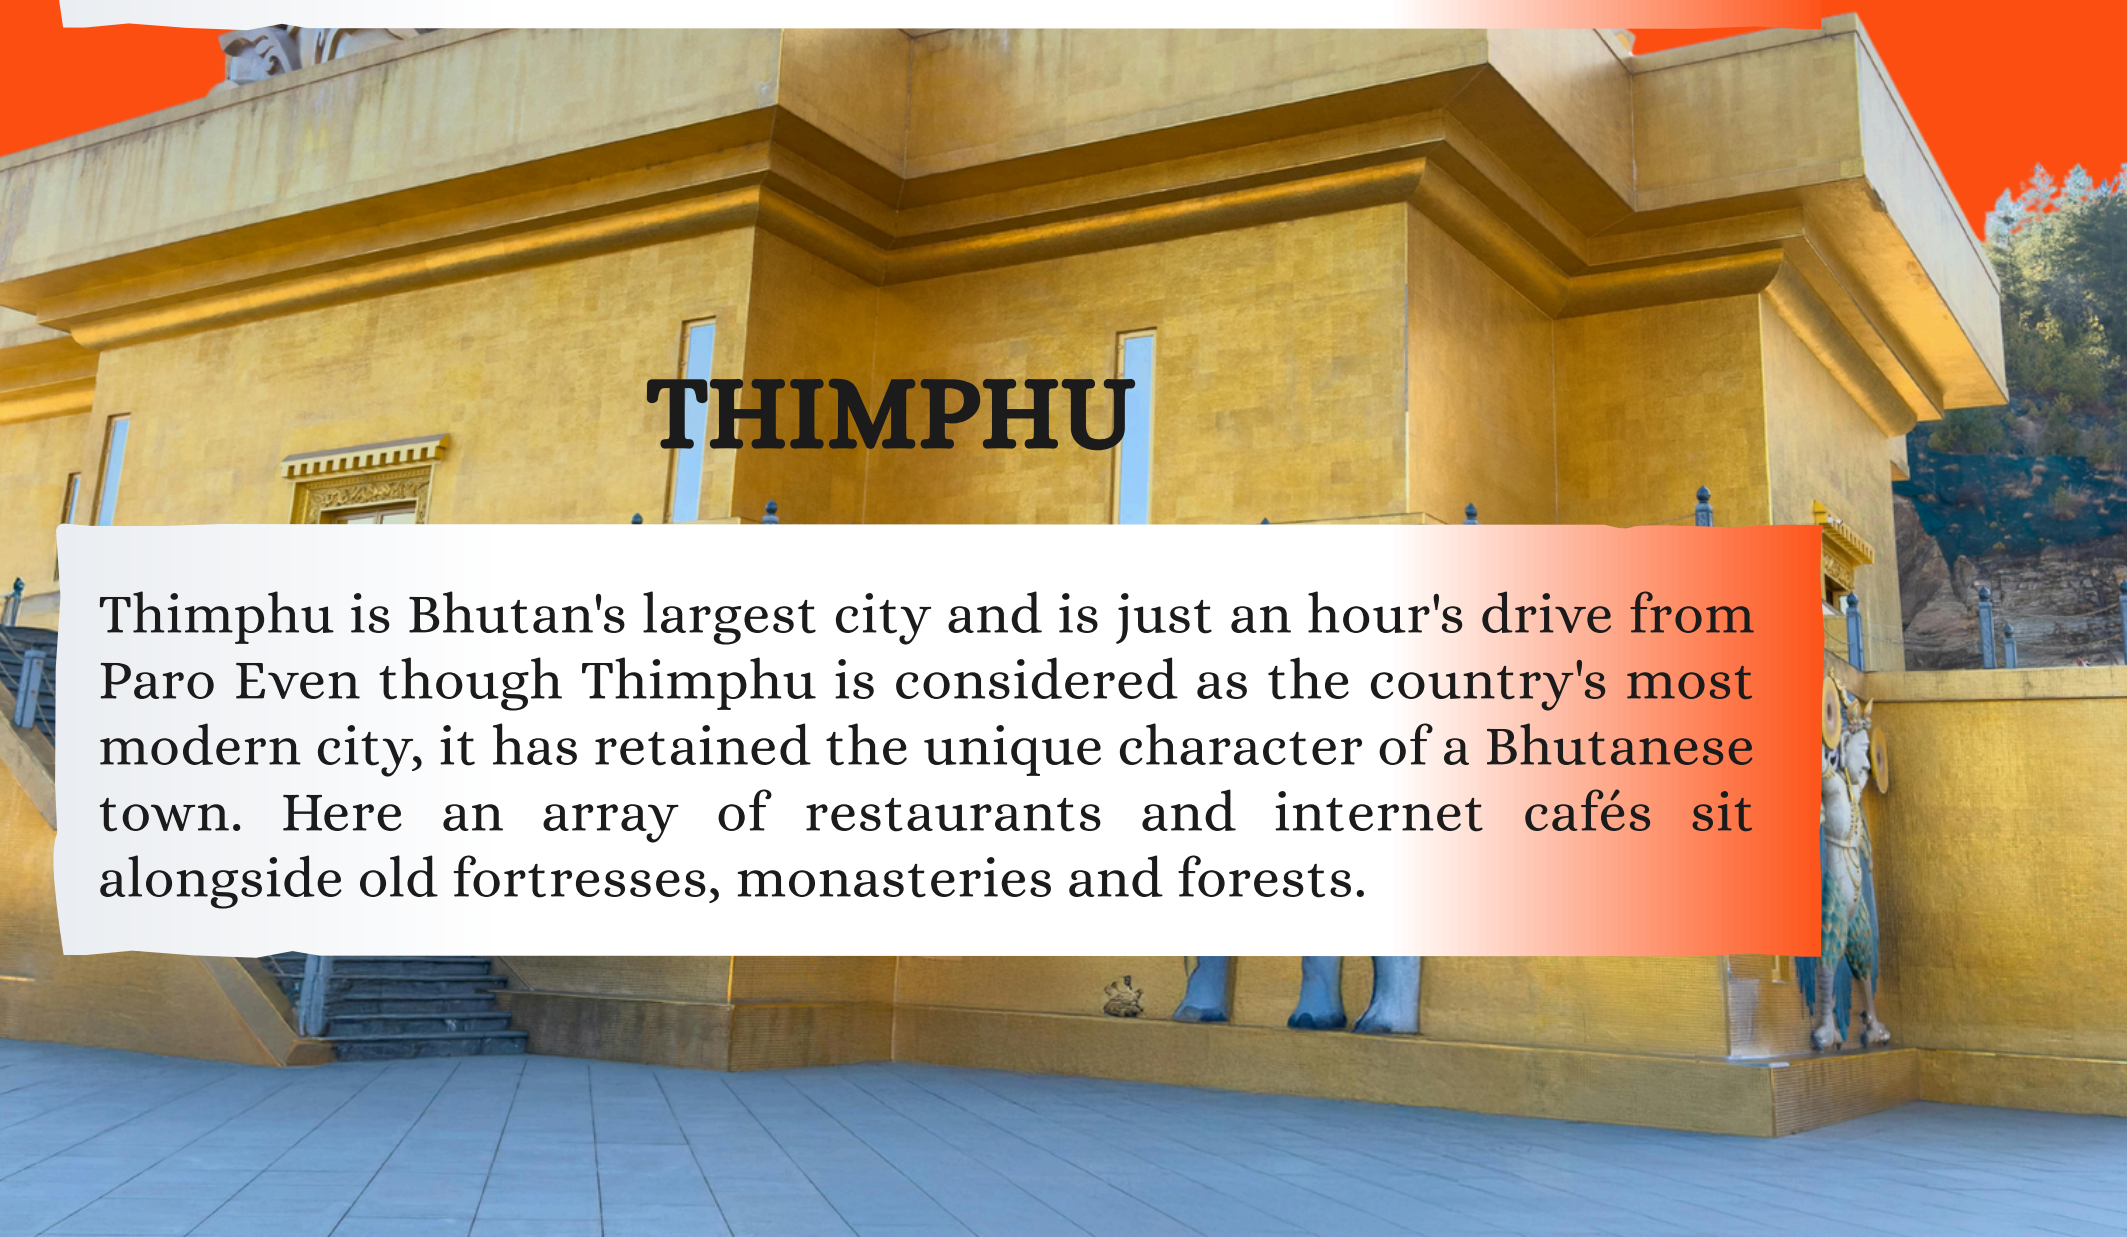 THIMPHU
Thimphu is Bhutan's largest city and is just an hour's drive from
Paro Even though Thimphu is considered as the country's most
modern city, it has retained the unique character of a Bhutanese
town. Here an array of restaurants and internet cafés sit
alongside old fortresses, monasteries and forests.